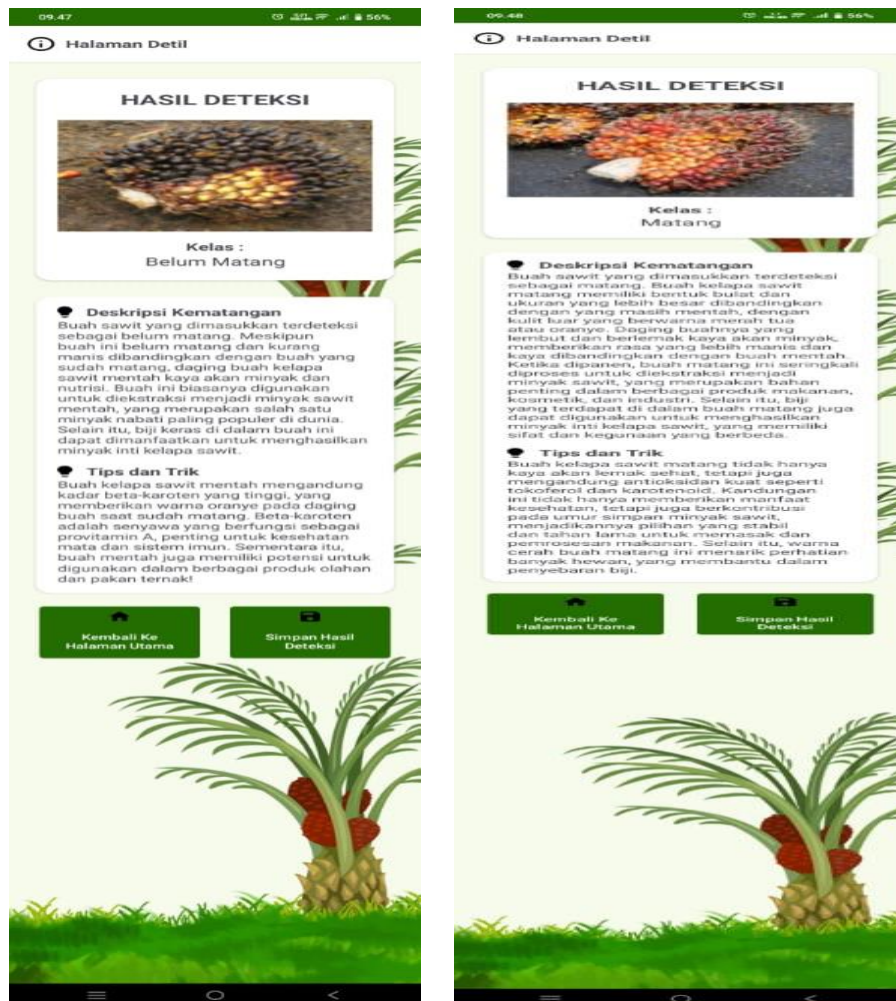 09.47
56%
Halaman Detil
HASIL DETEKSI
Kelas :
Belum Matang
Deskripsi Kematangan
Buah sawit yang dimasukkan terdeteksi
sebagai belum matang. Meskipun
buah ini belum matang dan kurang
manis dibandingkan dengan buah yang
sudah matang, daging buah kelapa
sawit mentah kaya akan minyak dan
nutrisi. Buah ini biasanya digunakan
untuk diekstraksi menjadi minyak sawit
mentah, yang merupakan salah satu
minyak nabati paling populer di dunia.
Selain itu, biji keras di dalam buah ini
dapat dimanfaatkan untuk menghasilkan
minyak inti kelapa sawit.
Tips dan Trik
Buah kelapa sawit mentah mengandung
kadar beta-karoten yang tinggi, yang
memberikan warna oranye pada daging
buah saat sudah matang. Beta-karoten
adalah senyawa yang berfungsi sebagai
provitamin A, penting untuk kesehatan
mata dan sistem imun. Sementara itu,
buah mentah juga memiliki potensi untuk
digunakan dalam berbagai produk olahan
dan pakan ternak!
Kembali Ke
Halaman Utama
Simpan Hasil
Deteksi
09.48
56%
Halaman Detil
HASIL DETEKSI
Kelas :
Matang
Deskripsi Kematangan
Buah sawit yang dimasukkan terdeteksi
sebagai matang. Buah kelapa sawit
matang memiliki bentuk bulat dan
ukuran yang lebih besar dibandingkan
dengan yang masih mentah, dengan
kulit luar yang berwarna merah tua
atau oranye. Daging buahnya yang
lembut dan berlemak kaya akan minyak,
memberikan rasa yang lebih manis dan
kaya dibandingkan dengan buah mentah.
Ketika dipanen, buah matang ini seringkali
diproses untuk diekstraksi menjadi
minyak sawit, yang merupakan bahan
penting dalam berbagai produk makanan,
kosmetik, dan industri. Selain itu, biji
yang terdapat di dalam buah matang juga
dapat digunakan untuk menghasilkan
minyak inti kelapa sawit, yang memiliki
sifat dan kegunaan yang berbeda.
Tips dan Trik
Buah kelapa sawit matang tidak hanya
kaya akan lemak sehat, tetapi juga
mengandung antioksidan kuat seperti
tokoferol dan karotenoid. Kandungan
ini tidak hanya memberikan manfaat
kesehatan, tetapi juga berkontribusi
pada umur simpan minyak sawit,
menjadikannya pilihan yang stabil
dan tahan lama untuk memasak dan
pemrosesan makanan. Selain itu, warna
cerah buah matang ini menarik perhatian
banyak hewan, yang membantu dalam
penyebaran biji.
Kembali Ke
Halaman Utama
Simpan Hasil
Deteksi